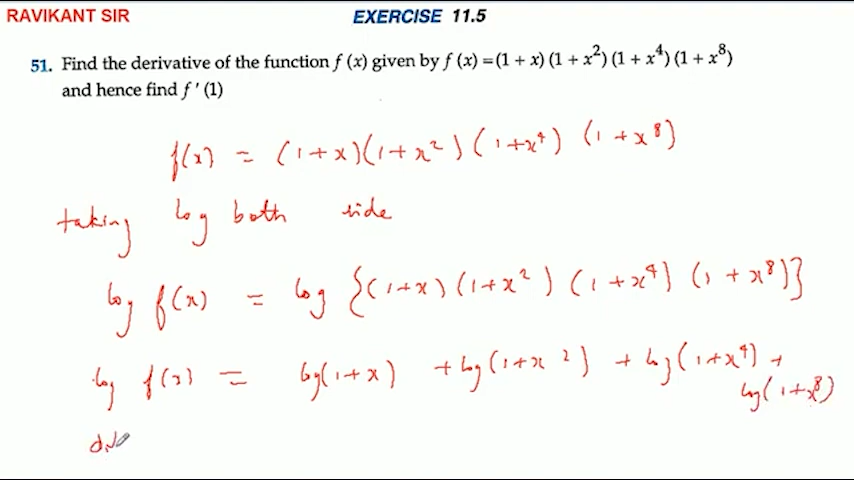 RAVIKANT SIR
EXERCISE 11.5
51. Find the derivative of the function f (x) given by f (x) = (1 + x) (1 + x²) (1 + x⁴) (1 + x⁸)
and hence find f ' (1)
f(x) = (1+x)(1+x²) (1+x⁴) (1+x⁸)
taking log both side
log f(x) = log {(1+x) (1+x²) (1+x⁴) (1+x⁸)}
log f(x) = log(1+x) + log(1+x²) + log(1+x⁴) +
log(1+x⁸)